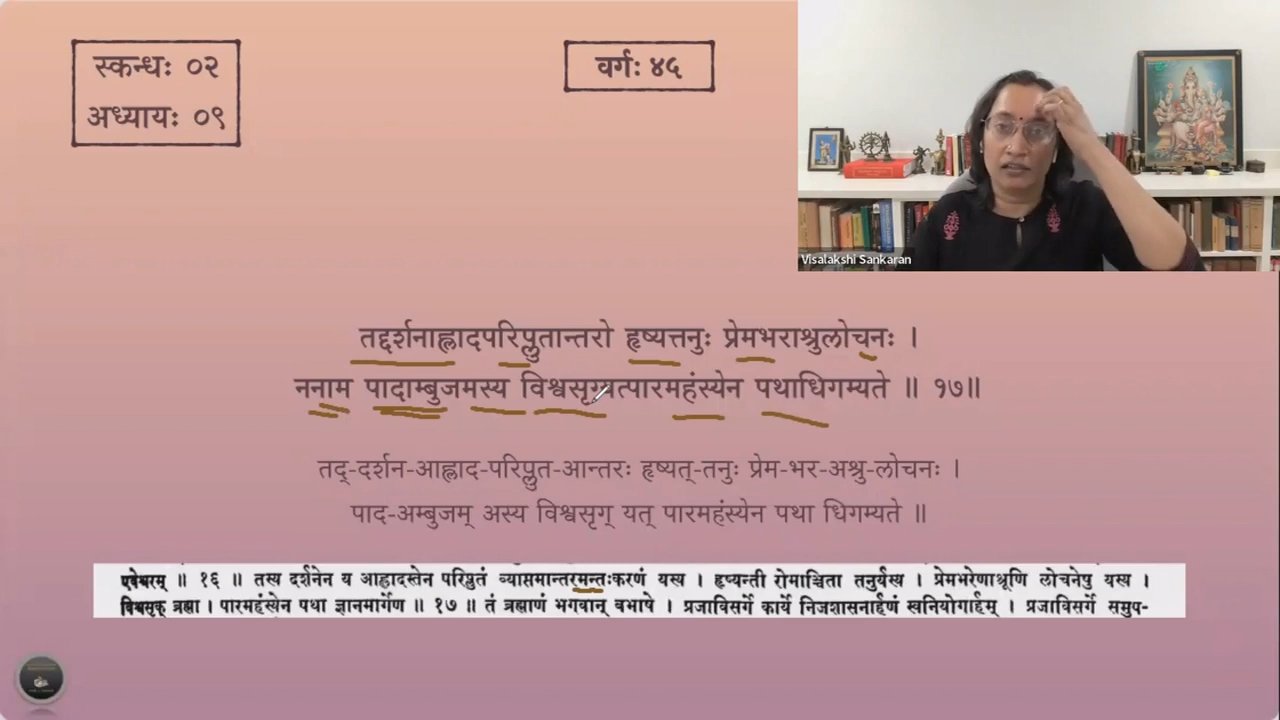 स्कन्धः ०२
अध्यायः ०९
वर्गः ४५
Visalakshi Sankaran
तद्दर्शनाह्लादपरिप्लुतान्तरो हृष्यत्तनुः प्रेमभराश्रुलोचनः ।
ननाम पादाम्बुजमस्य विश्वसृग्यत्पारमहंस्येन पथाधिगम्यते ॥ १७॥
तद्-दर्शन-आह्लाद-परिप्लुत-आन्तरः हृष्यत्-तनुः प्रेम-भर-अश्रु-लोचनः ।
पाद-अम्बुजम् अस्य विश्वसृग् यत् पारमहंस्येन पथा धिगम्यते ॥
एवेश्वरम् ॥ १६ ॥ तस्य दर्शनेन य आह्लादस्तेन परिप्लुतं व्याप्तमान्तरमन्तःकरणं यस्य । हृष्यन्ती रोमाञ्चिता तनुर्यस्य । प्रेमभरेणाश्रूणि लोचनेषु यस्य ।
विश्वसृक् ब्रह्मा । पारमहंस्येन पथा ज्ञानमार्गेण ॥ १७ ॥ तं ब्रह्माणं भगवान् बभाषे । प्रजाविसर्गे कार्ये निजशासनार्हणं स्वनियोगार्हम् । प्रजाविसर्गे समुप-